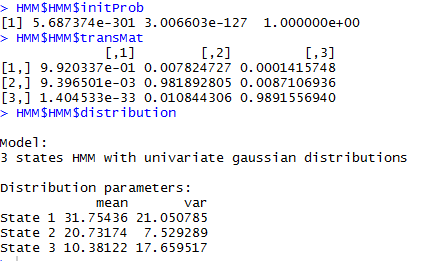 > HMM$HMM$initProb
[1] 5.687374e-301 3.006603e-127  1.000000e+00
> HMM$HMM$transMat
             [,1]        [,2]         [,3]
[1,] 9.920337e-01 0.007824727 0.0001415748
[2,] 9.396501e-03 0.981892805 0.0087106936
[3,] 1.404533e-33 0.010844306 0.9891556940
> HMM$HMM$distribution

Model:
3 states HMM with univariate gaussian distributions

Distribution parameters:
            mean       var
State 1 31.75436 21.050785
State 2 20.73174  7.529289
State 3 10.38122 17.659517